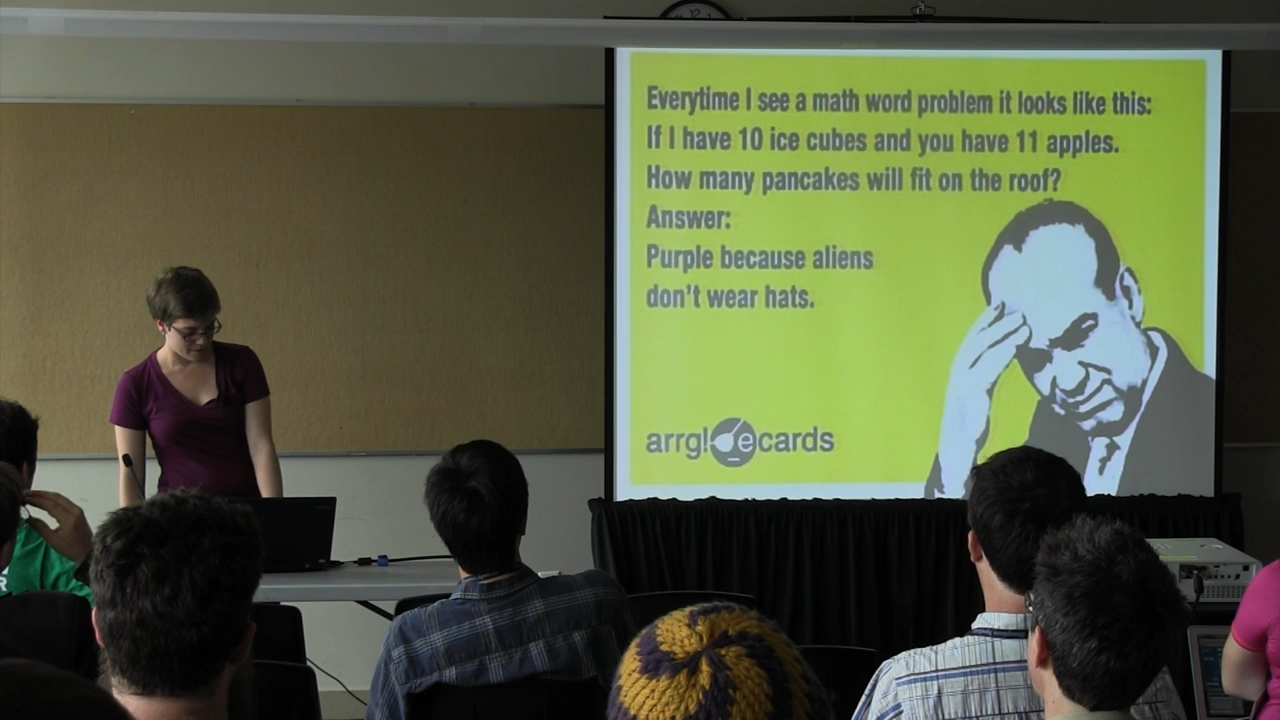 12
Everytime I see a math word problem it looks like this:
If I have 10 ice cubes and you have 11 apples.
How many pancakes will fit on the roof?
Answer:
Purple because aliens
don't wear hats.
arrg! ecards